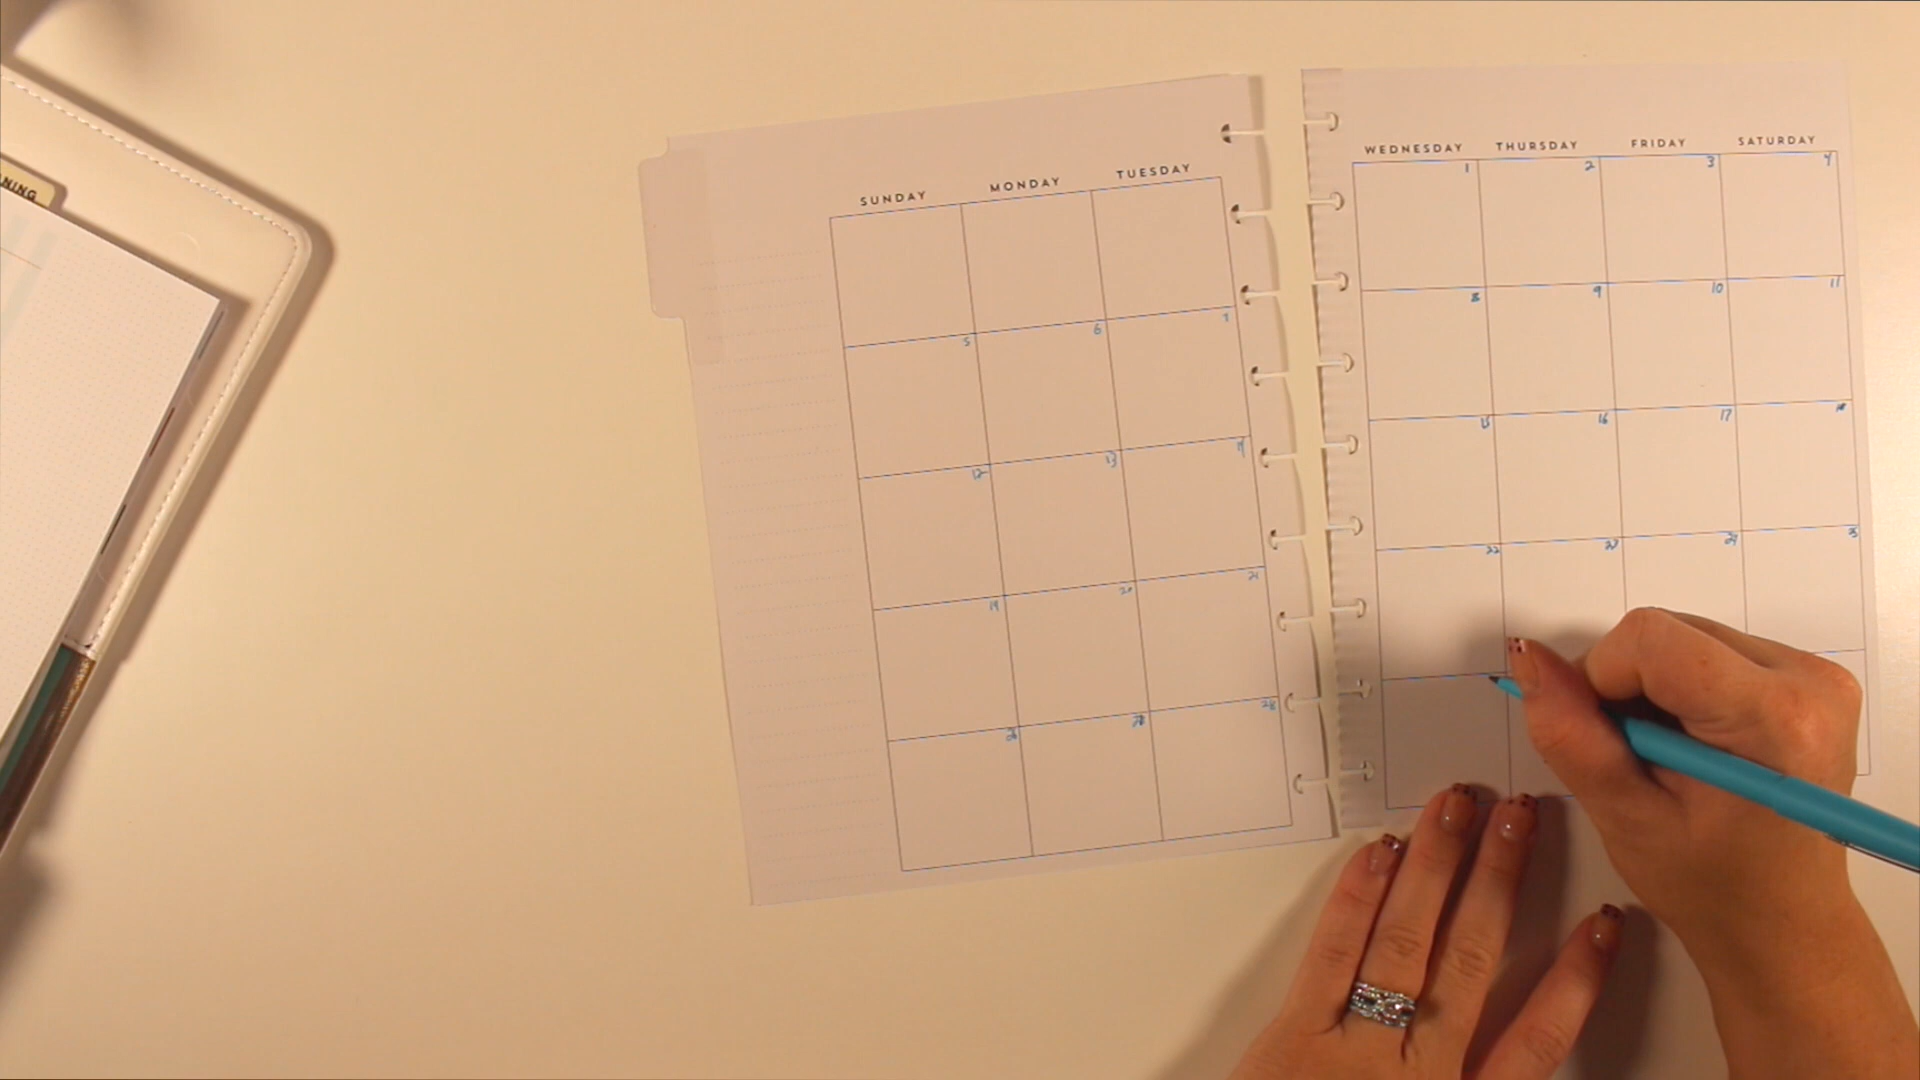 NING
SUNDAY MONDAY TUESDAY WEDNESDAY THURSDAY FRIDAY SATURDAY
1 2 3 4
5 6 7 8 9 10 11
12 13 14 15 16 17 18
19 20 21 22 23 24 25
26 27 28